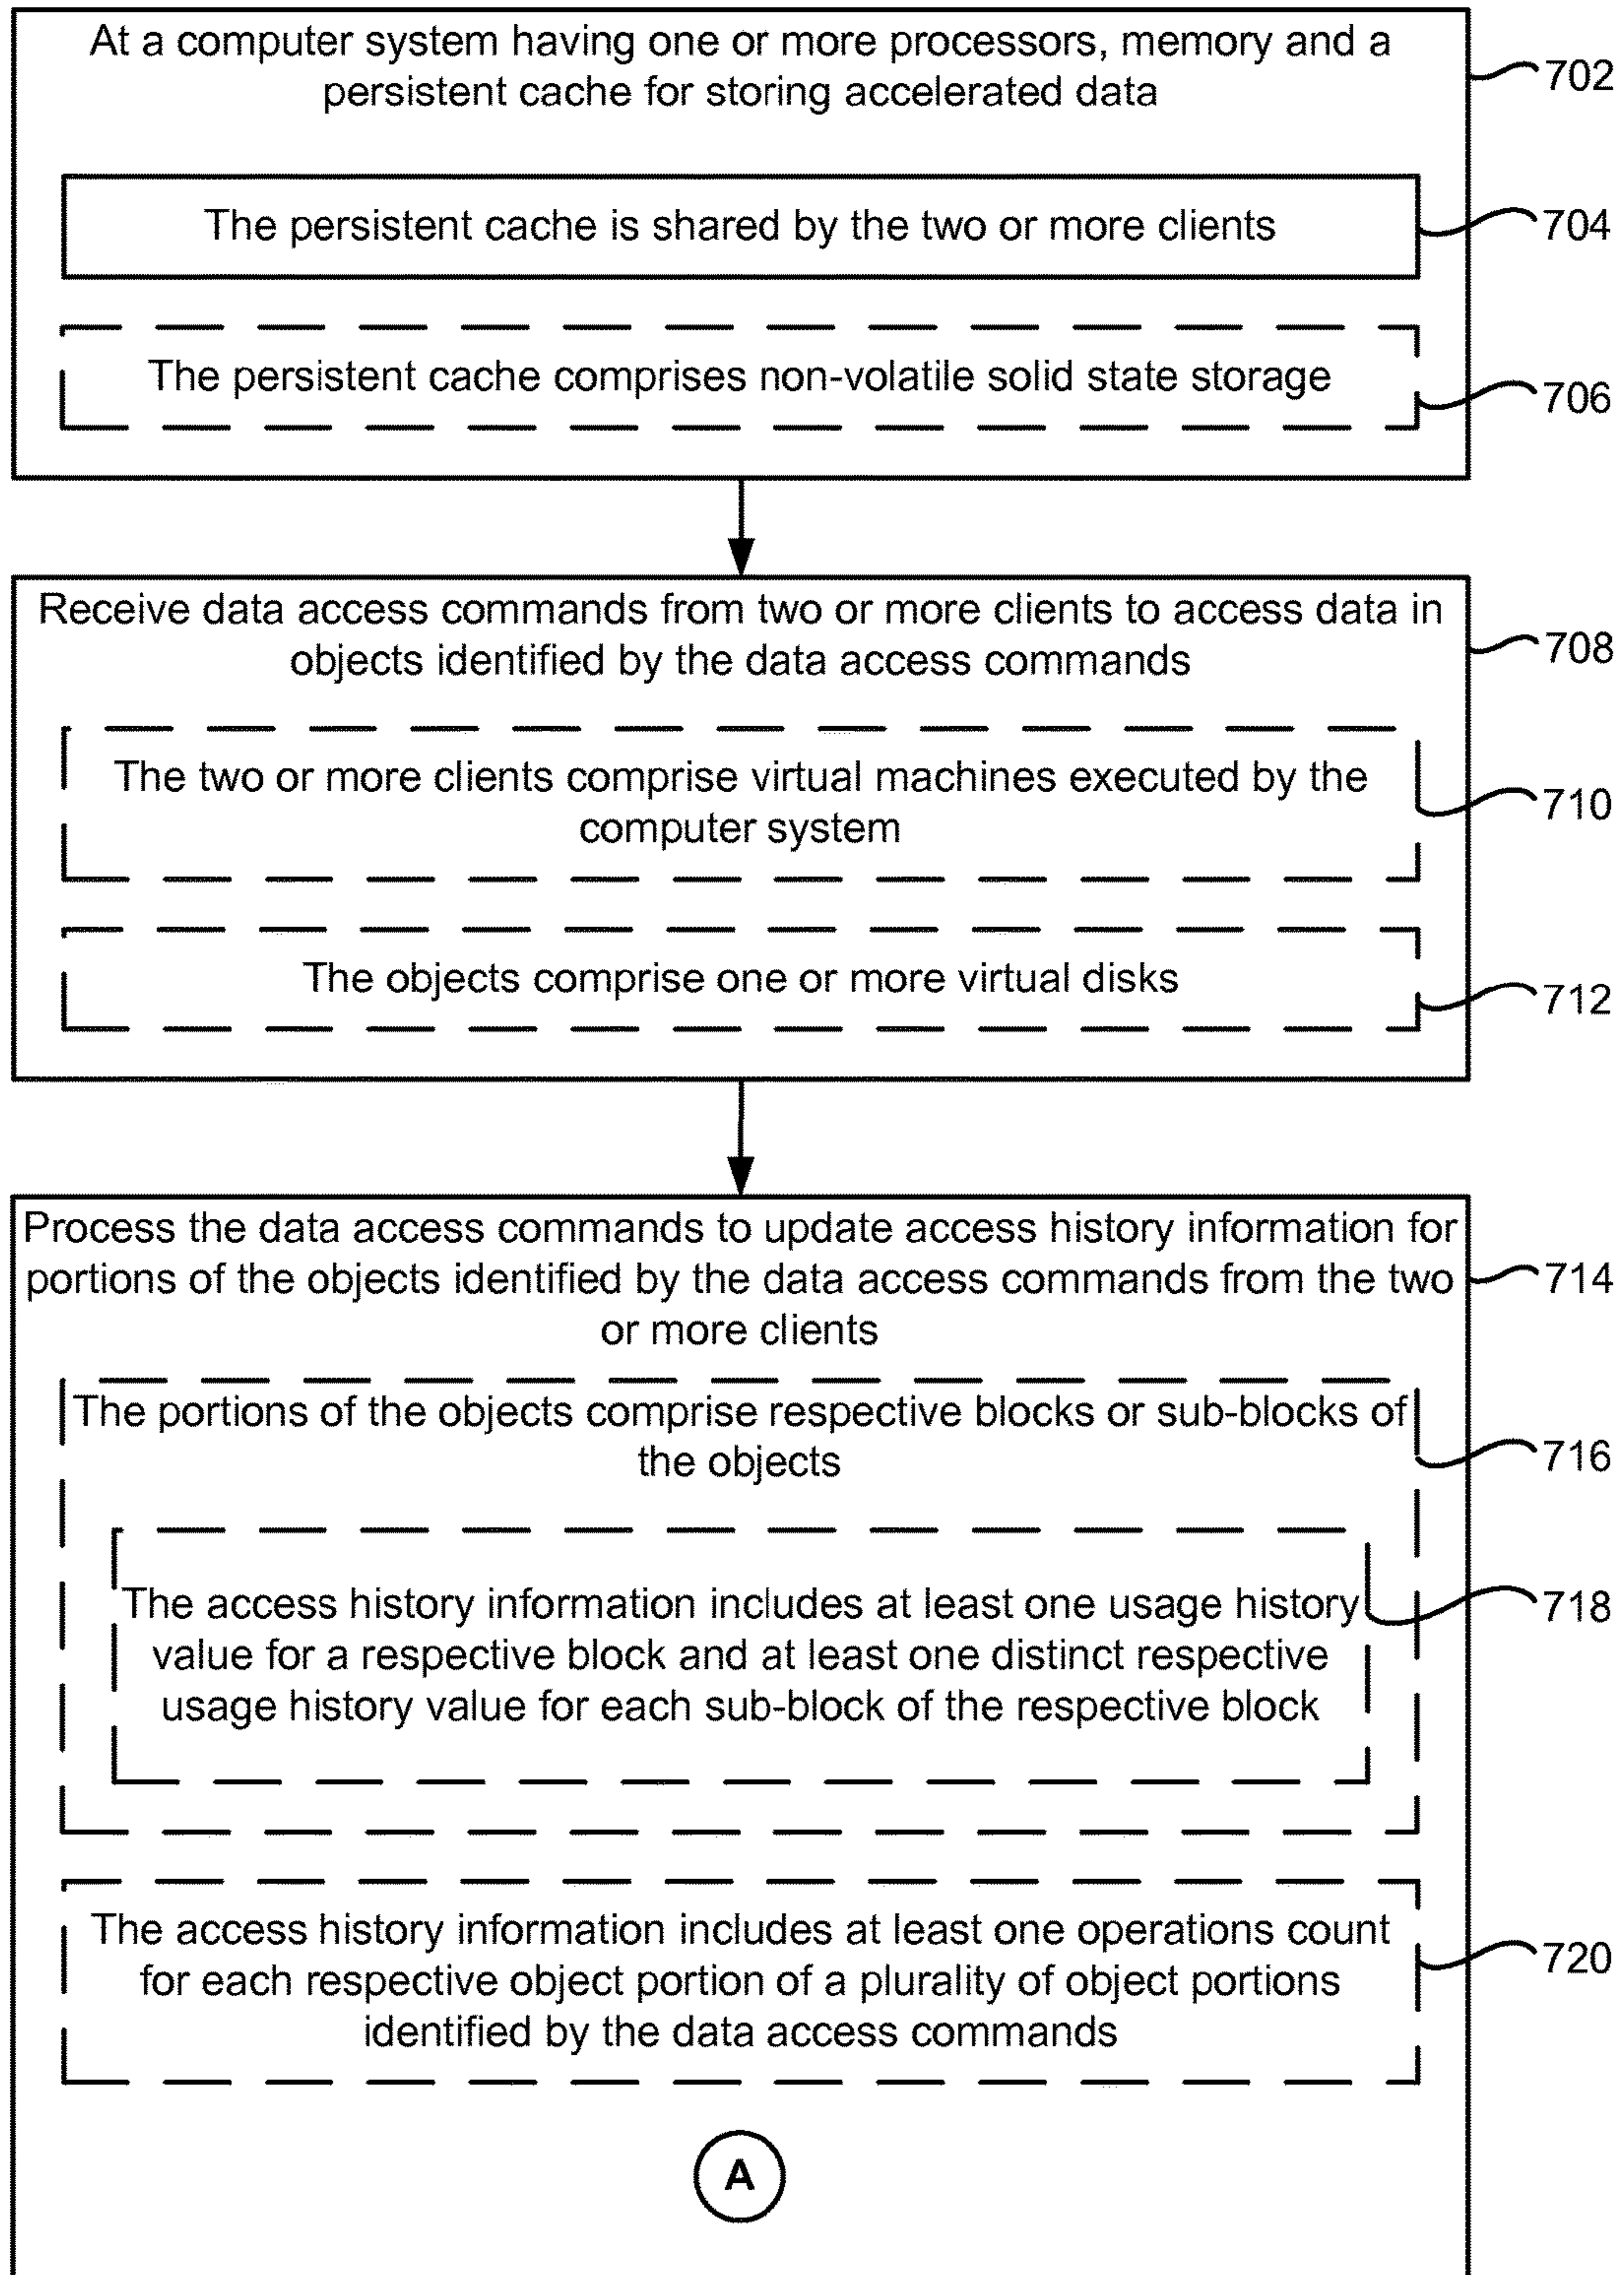 At a computer system having one or more processors, memory and a
persistent cache for storing accelerated data
702
The persistent cache is shared by the two or more clients
704
The persistent cache comprises non-volatile solid state storage
706
Receive data access commands from two or more clients to access data in
objects identified by the data access commands
708
The two or more clients comprise virtual machines executed by the
computer system
710
The objects comprise one or more virtual disks
712
Process the data access commands to update access history information for
portions of the objects identified by the data access commands from the two
or more clients
714
The portions of the objects comprise respective blocks or sub-blocks of
the objects
716
The access history information includes at least one usage history
value for a respective block and at least one distinct respective
usage history value for each sub-block of the respective block
718
The access history information includes at least one operations count
for each respective object portion of a plurality of object portions
identified by the data access commands
720
A